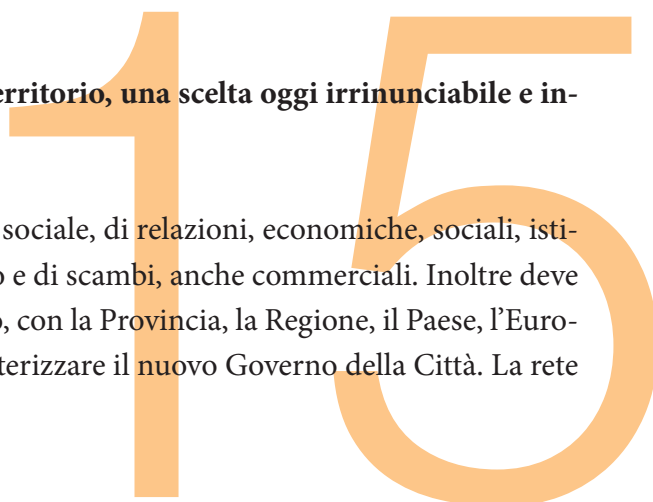 erritorio, una scelta oggi irrinunciabile e in-
sociale, di relazioni, economiche, sociali, isti-
o e di scambi, anche commerciali. Inoltre deve
o, con la Provincia, la Regione, il Paese, l'Euro-
terizzare il nuovo Governo della Città. La rete
15